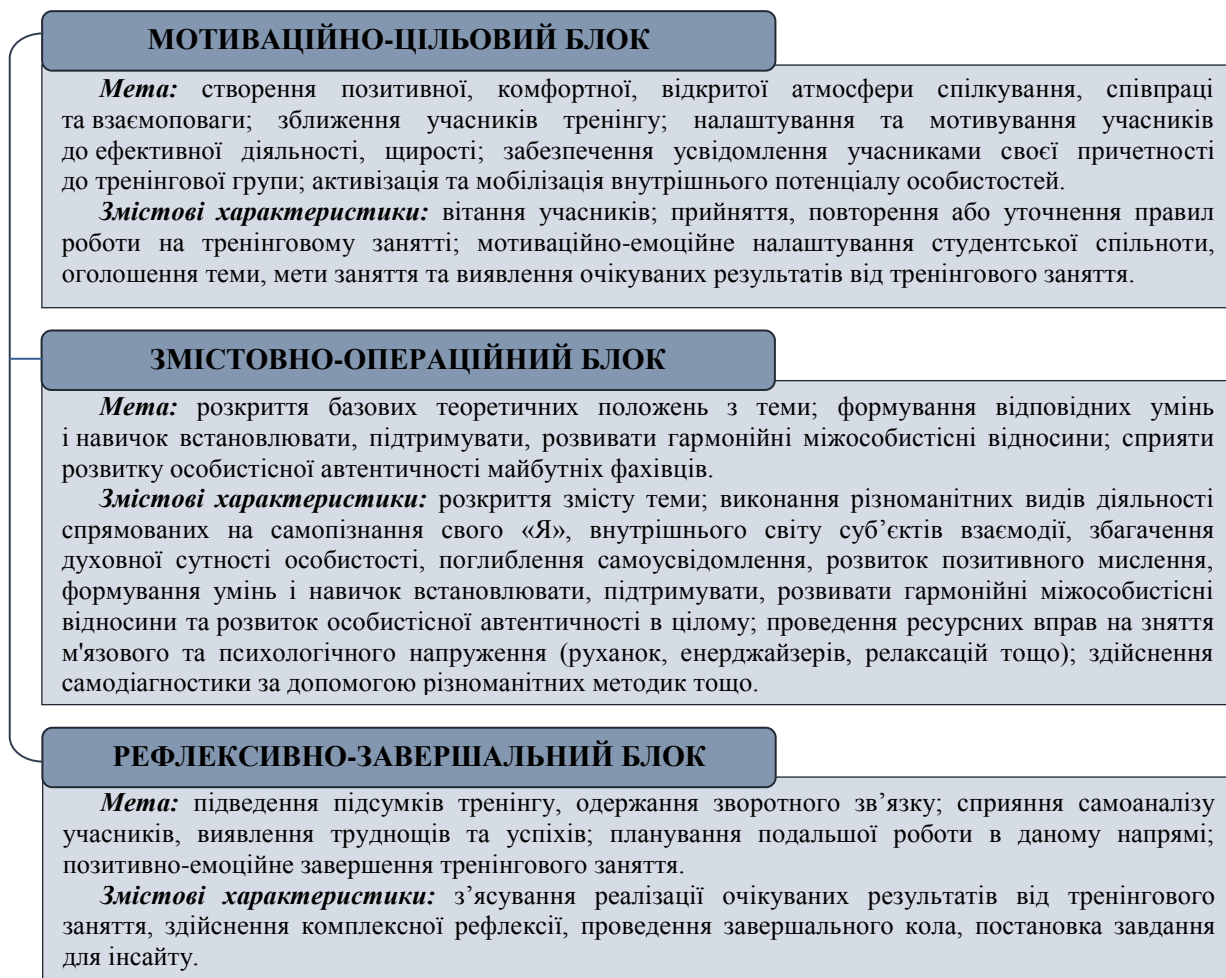 МОТИВАЦІЙНО-ЦІЛЬОВИЙ БЛОК
Мета: створення позитивної, комфортної, відкритої атмосфери спілкування, співпраці
та взаємоповаги; зближення учасників тренінгу; налаштування та мотивування учасників
до ефективної діяльності, щирості; забезпечення усвідомлення учасниками своєї причетності
до тренінгової групи; активізація та мобілізація внутрішнього потенціалу особистостей.
Змістові характеристики: вітання учасників; прийняття, повторення або уточнення правил
роботи на тренінговому занятті; мотиваційно-емоційне налаштування студентської спільноти,
оголошення теми, мети заняття та виявлення очікуваних результатів від тренінгового заняття.
ЗМІСТОВНО-ОПЕРАЦІЙНИЙ БЛОК
Мета: розкриття базових теоретичних положень з теми; формування відповідних умінь
і навичок встановлювати, підтримувати, розвивати гармонійні міжособистісні відносини; сприяти
розвитку особистісної автентичності майбутніх фахівців.
Змістові характеристики: розкриття змісту теми; виконання різноманітних видів діяльності
спрямованих на самопізнання свого «Я», внутрішнього світу суб’єктів взаємодії, збагачення
духовної сутності особистості, поглиблення самоусвідомлення, розвиток позитивного мислення,
формування умінь і навичок встановлювати, підтримувати, розвивати гармонійні міжособистісні
відносини та розвиток особистісної автентичності в цілому; проведення ресурсних вправ на зняття
м'язового та психологічного напруження (руханок, енерджайзерів, релаксацій тощо); здійснення
самодіагностики за допомогою різноманітних методик тощо.
РЕФЛЕКСИВНО-ЗАВЕРШАЛЬНИЙ БЛОК
Мета: підведення підсумків тренінгу, одержання зворотного зв’язку; сприяння самоаналізу
учасників, виявлення труднощів та успіхів; планування подальшої роботи в даному напрямі;
позитивно-емоційне завершення тренінгового заняття.
Змістові характеристики: з’ясування реалізації очікуваних результатів від тренінгового
заняття, здійснення комплексної рефлексії, проведення завершального кола, постановка завдання
для інсайту.